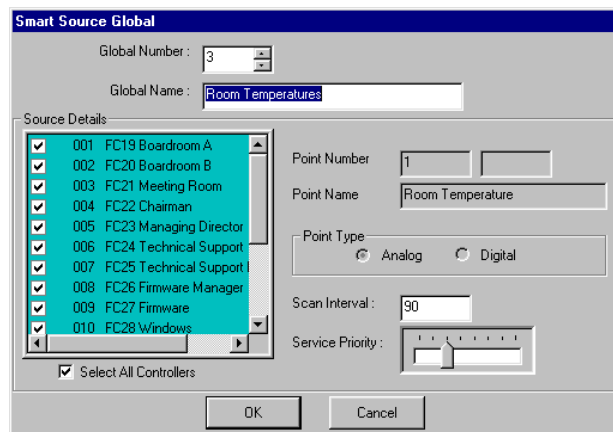 Smart Source Global
Global Number : 3
Global Name : Room Temperatures
Source Details
001 FC19 Boardroom A
002 FC20 Boardroom B
003 FC21 Meeting Room
004 FC22 Chairman
005 FC23 Managing Director
006 FC24 Technical Support
007 FC25 Technical Support
008 FC26 Firmware Manager
009 FC27 Firmware
010 FC28 Windows
Select All Controllers
Point Number 1
Point Name Room Temperature
Point Type
Analog Digital
Scan Interval : 90
Service Priority :
OK Cancel